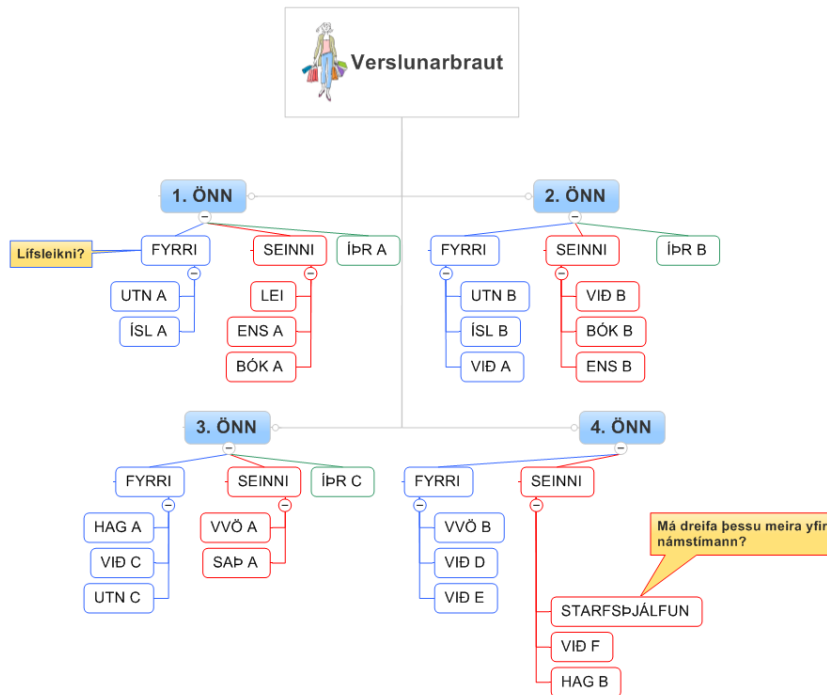 Verslunarbraut
1. ÖNN
FYRRI
Lífsleikni?
UTN A
ÍSL A
SEINNI
LEI
ENS A
BÓK A
ÍÞR A
2. ÖNN
FYRRI
UTN B
ÍSL B
VIÐ A
SEINNI
VIÐ B
BÓK B
ENS B
ÍÞR B
3. ÖNN
FYRRI
HAG A
VIÐ C
UTN C
SEINNI
VVÖ A
SAÞ A
ÍÞR C
4. ÖNN
FYRRI
VVÖ B
VIÐ D
VIÐ E
SEINNI
Má dreifa þessu meira yfir
námstímann?
STARFSÞJÁLFUN
VIÐ F
HAG B